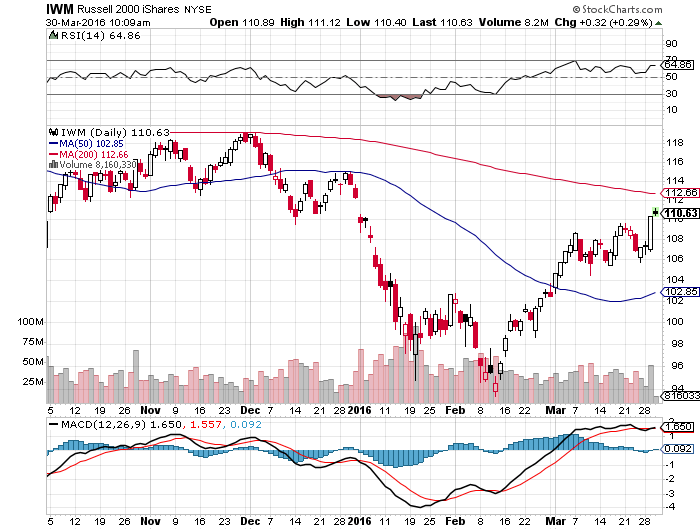 IWM Russell 2000 iShares NYSE © StockCharts.com
30-Mar-2016 10:09am Open 110.89 High 111.12 Low 110.40 Last 110.63 Volume 8.2M Chg +0.32 (+0.29%)
RSI(14) 64.86
90
70
64.86
50
30
10
IWM (Daily) 110.63
MA(50) 102.85
MA(200) 112.66
Volume 8,160,330
118
116
114
112.66
112
110.63
108
106
104
102.85
102
100
98
96
94
100M
75M
50M
25M
8160330
5 12 19 26 Nov 9 16 23 Dec 7 14 21 28 2016 11 19 25 Feb 8 16 22 Mar 7 14 21 28
MACD(12,26,9) 1.650, 1.557, 0.092
2
1.650
0.092
-1
-2
-3
-4
5 12 19 26 Nov 9 16 23 Dec 7 14 21 28 2016 11 19 25 Feb 8 16 22 Mar 7 14 21 28